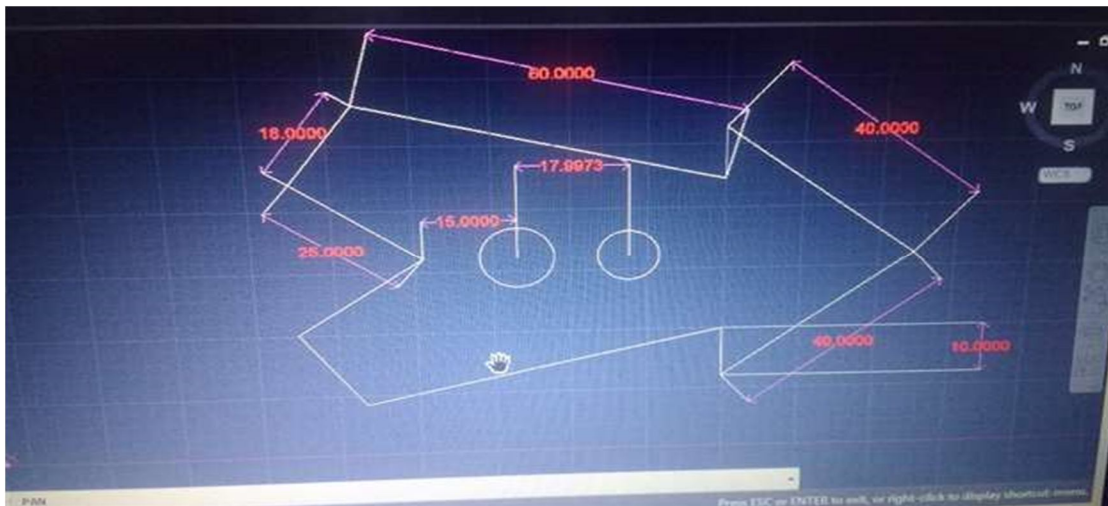 60.0000
N
W
TOP
S
18.0000
40.0000
17.9973
WCS
15.0000
25.0000
40.0000
10.0000
PAN
Press ESC or ENTER to exit, or right-click to display shortcut-menu.